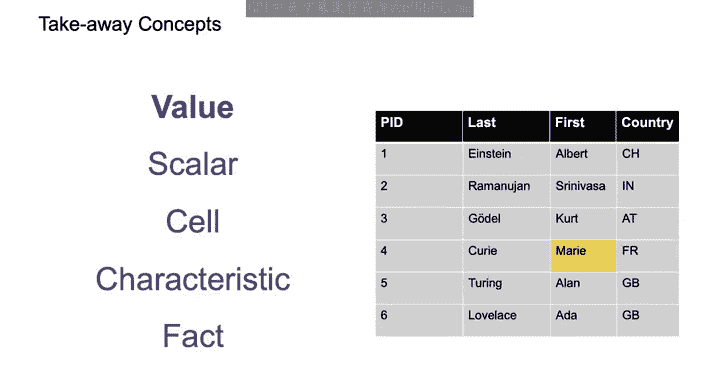 Take-away Concepts
Value
Scalar
Cell
Characteristic
Fact
PID Last First Country
1 Einstein Albert CH
2 Ramanujan Srinivasa IN
3 Gödel Kurt AT
4 Curie Marie FR
5 Turing Alan GB
6 Lovelace Ada GB